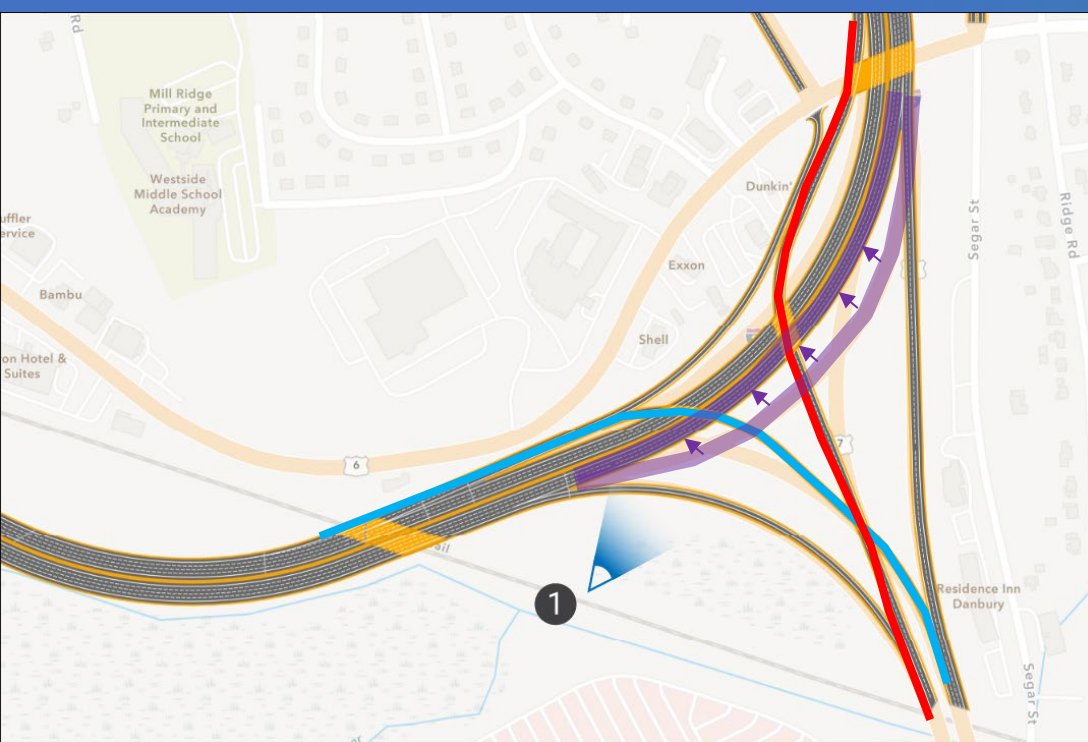 Rd
Mill Ridge
Primary and
Intermediate
School
Westside
Middle School
Academy
uffler
ervice
Bambu
on Hotel &
Suites
6
Dunkin'
Exxon
Shell
7
Segar St
Ridge Rd
ail
1
Residence Inn
Danbury
Segar St